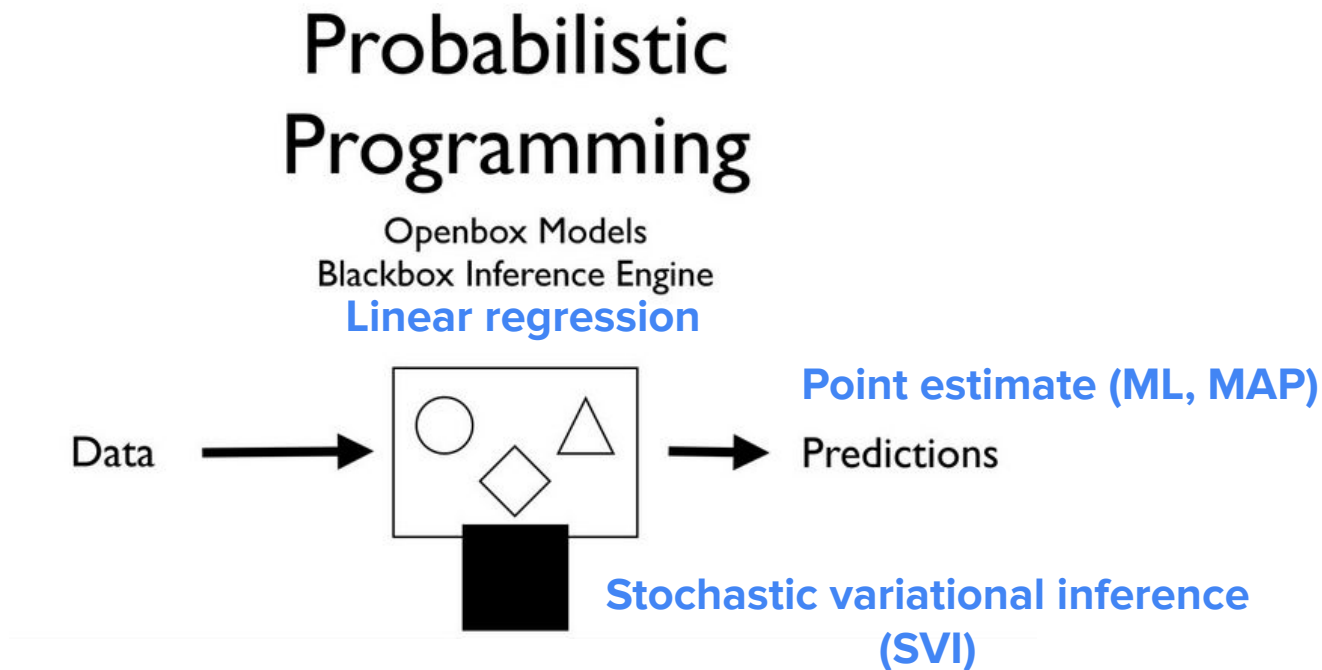 Probabilistic
Programming
Openbox Models
Blackbox Inference Engine
Linear regression
Point estimate (ML, MAP)
Data
Predictions
Stochastic variational inference
(SVI)